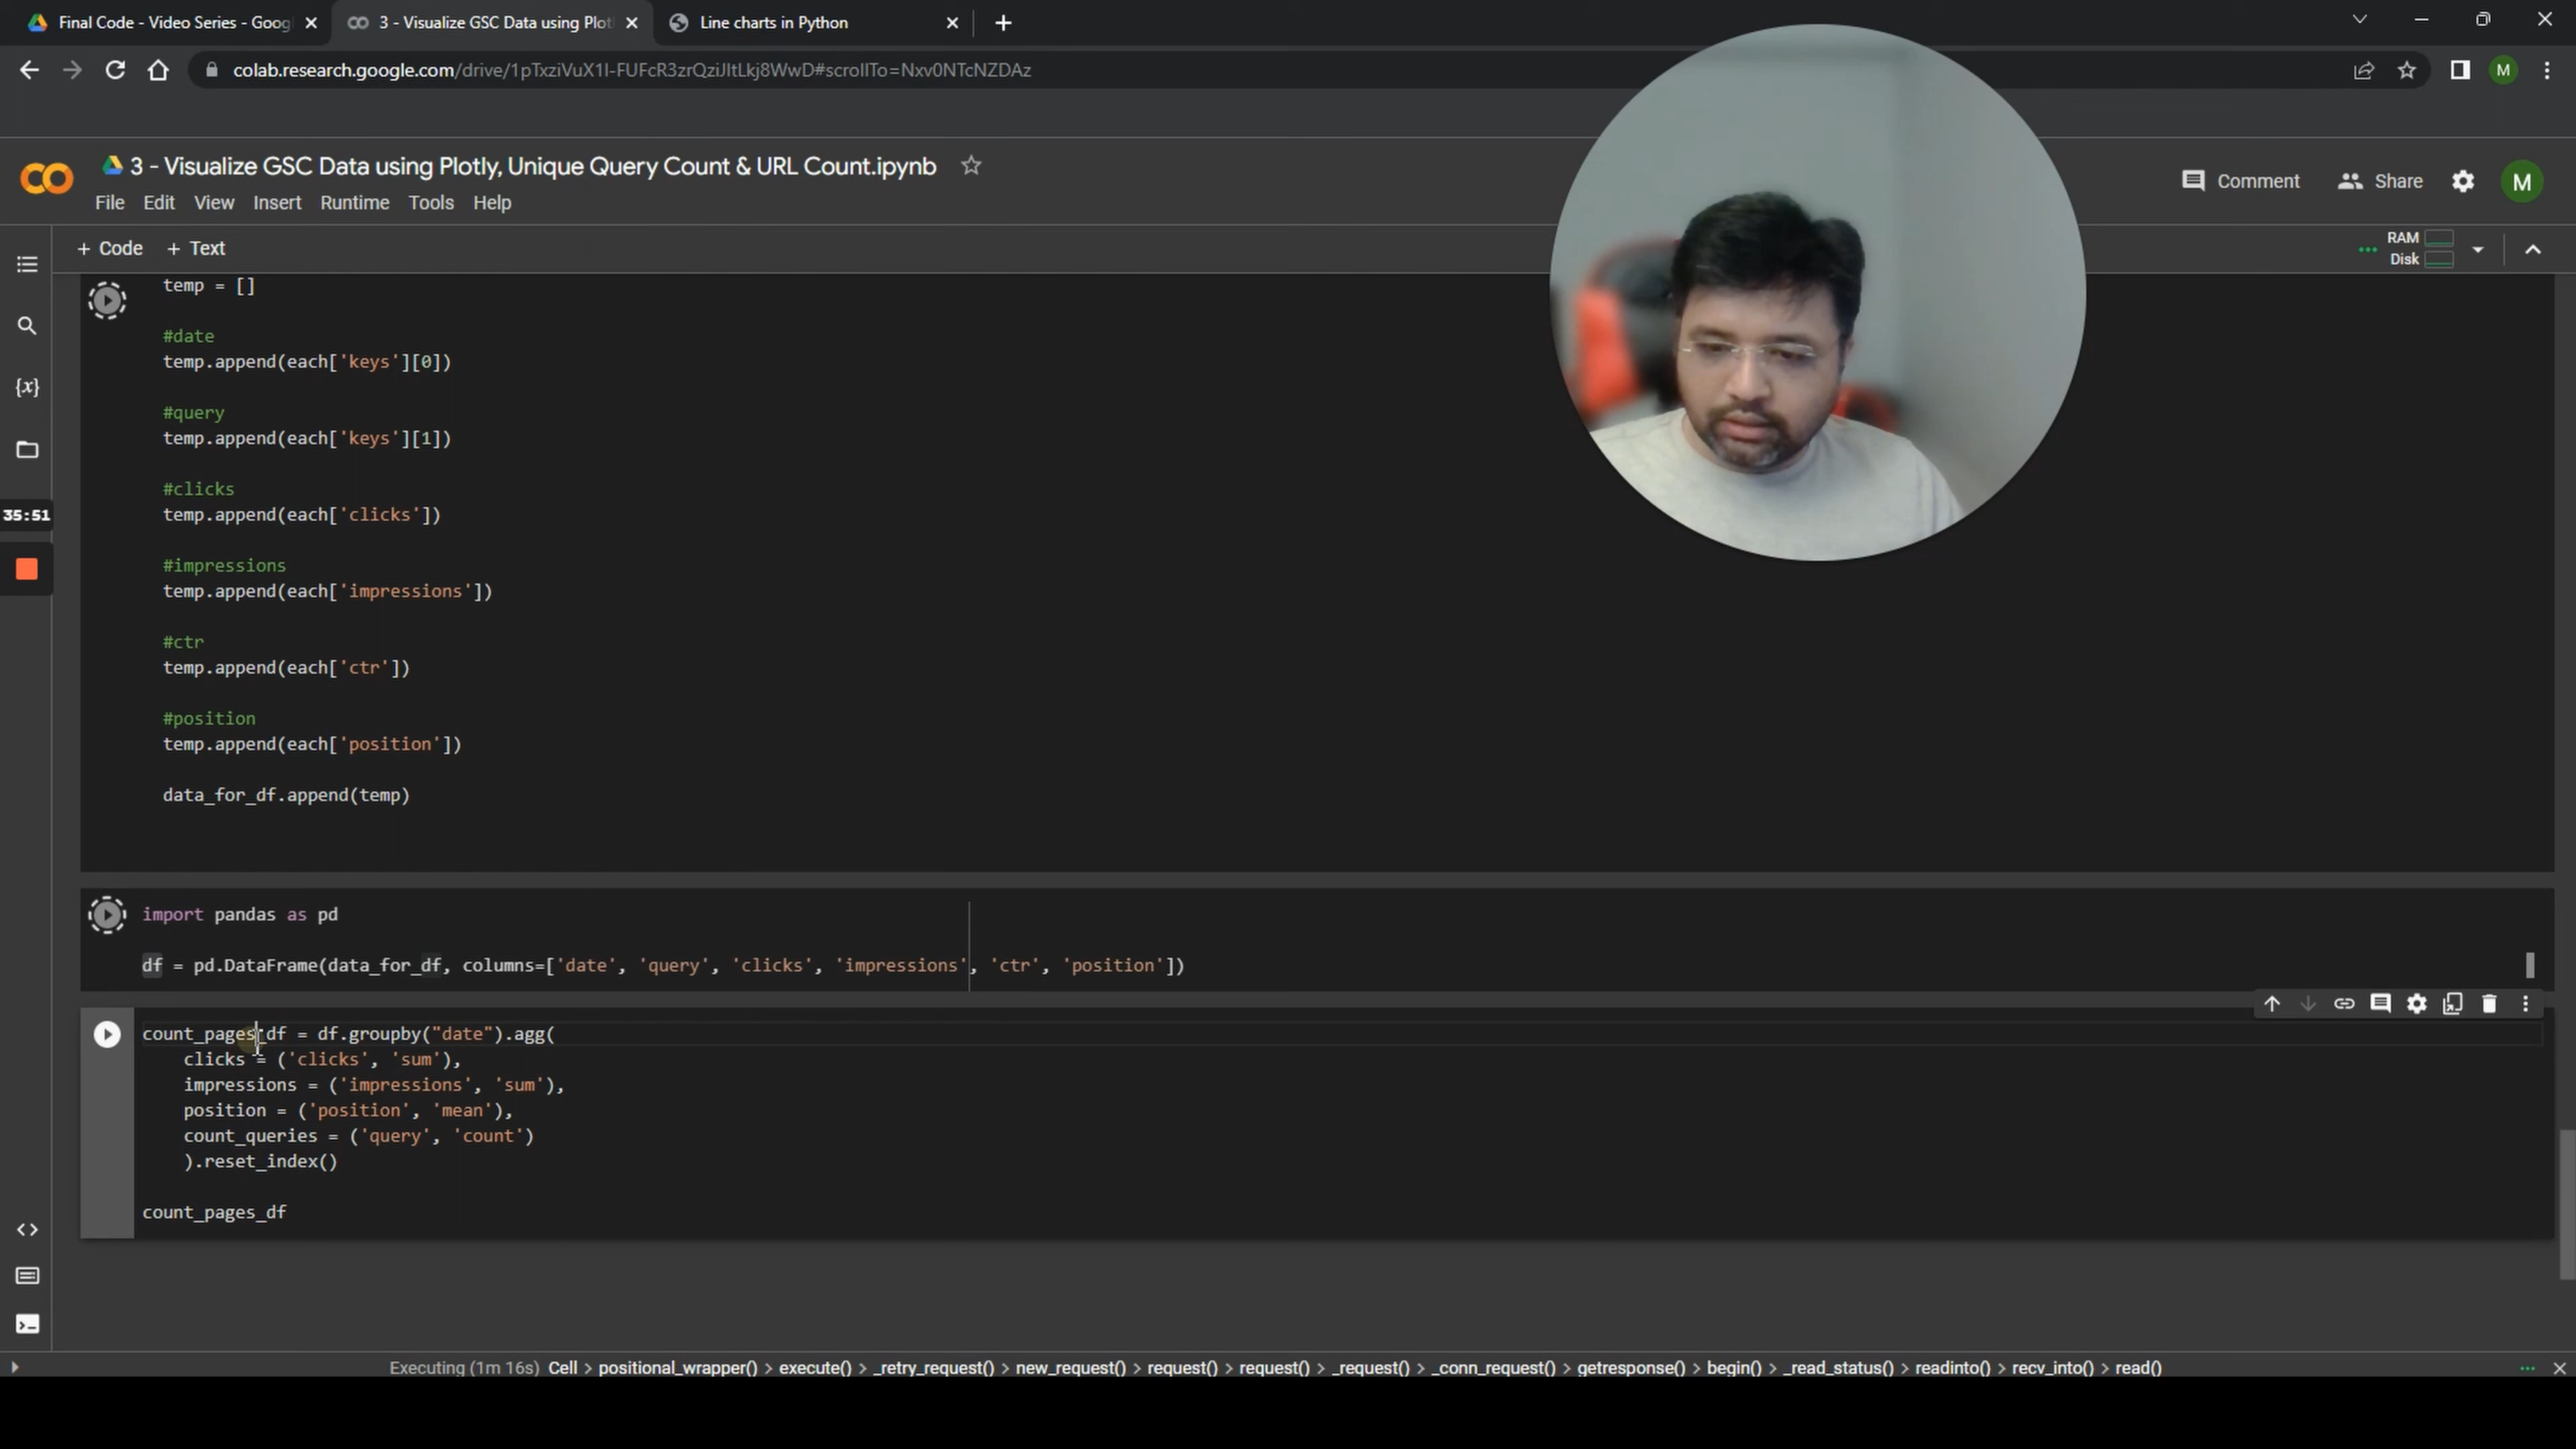 Final Code - Video Series - Goog
3 - Visualize GSC Data using Plot
Line charts in Python
colab.research.google.com/drive/1pTxziVuX1I-FUFcR3zrQziJItLkj8WwD#scrollTo=Nxv0NTcNZDAz
M
3 - Visualize GSC Data using Plotly, Unique Query Count & URL Count.ipynb
File Edit View Insert Runtime Tools Help
Comment Share M
+ Code + Text
RAM
Disk
temp = []
#date
temp.append(each['keys'][0])
#query
temp.append(each['keys'][1])
#clicks
temp.append(each['clicks'])
35:51
#impressions
temp.append(each['impressions'])
#ctr
temp.append(each['ctr'])
#position
temp.append(each['position'])
data_for_df.append(temp)
import pandas as pd
df = pd.DataFrame(data_for_df, columns=['date', 'query', 'clicks', 'impressions', 'ctr', 'position'])
count_pages_df = df.groupby("date").agg(
clicks = ('clicks', 'sum'),
impressions = ('impressions', 'sum'),
position = ('position', 'mean'),
count_queries = ('query', 'count')
).reset_index()
count_pages_df
Executing (1m 16s) Cell > positional_wrapper() > execute() > _retry_request() > new_request() > request() > request() > _request() > _conn_request() > getresponse() > begin() > _read_status() > readinto() > recv_into() > read()